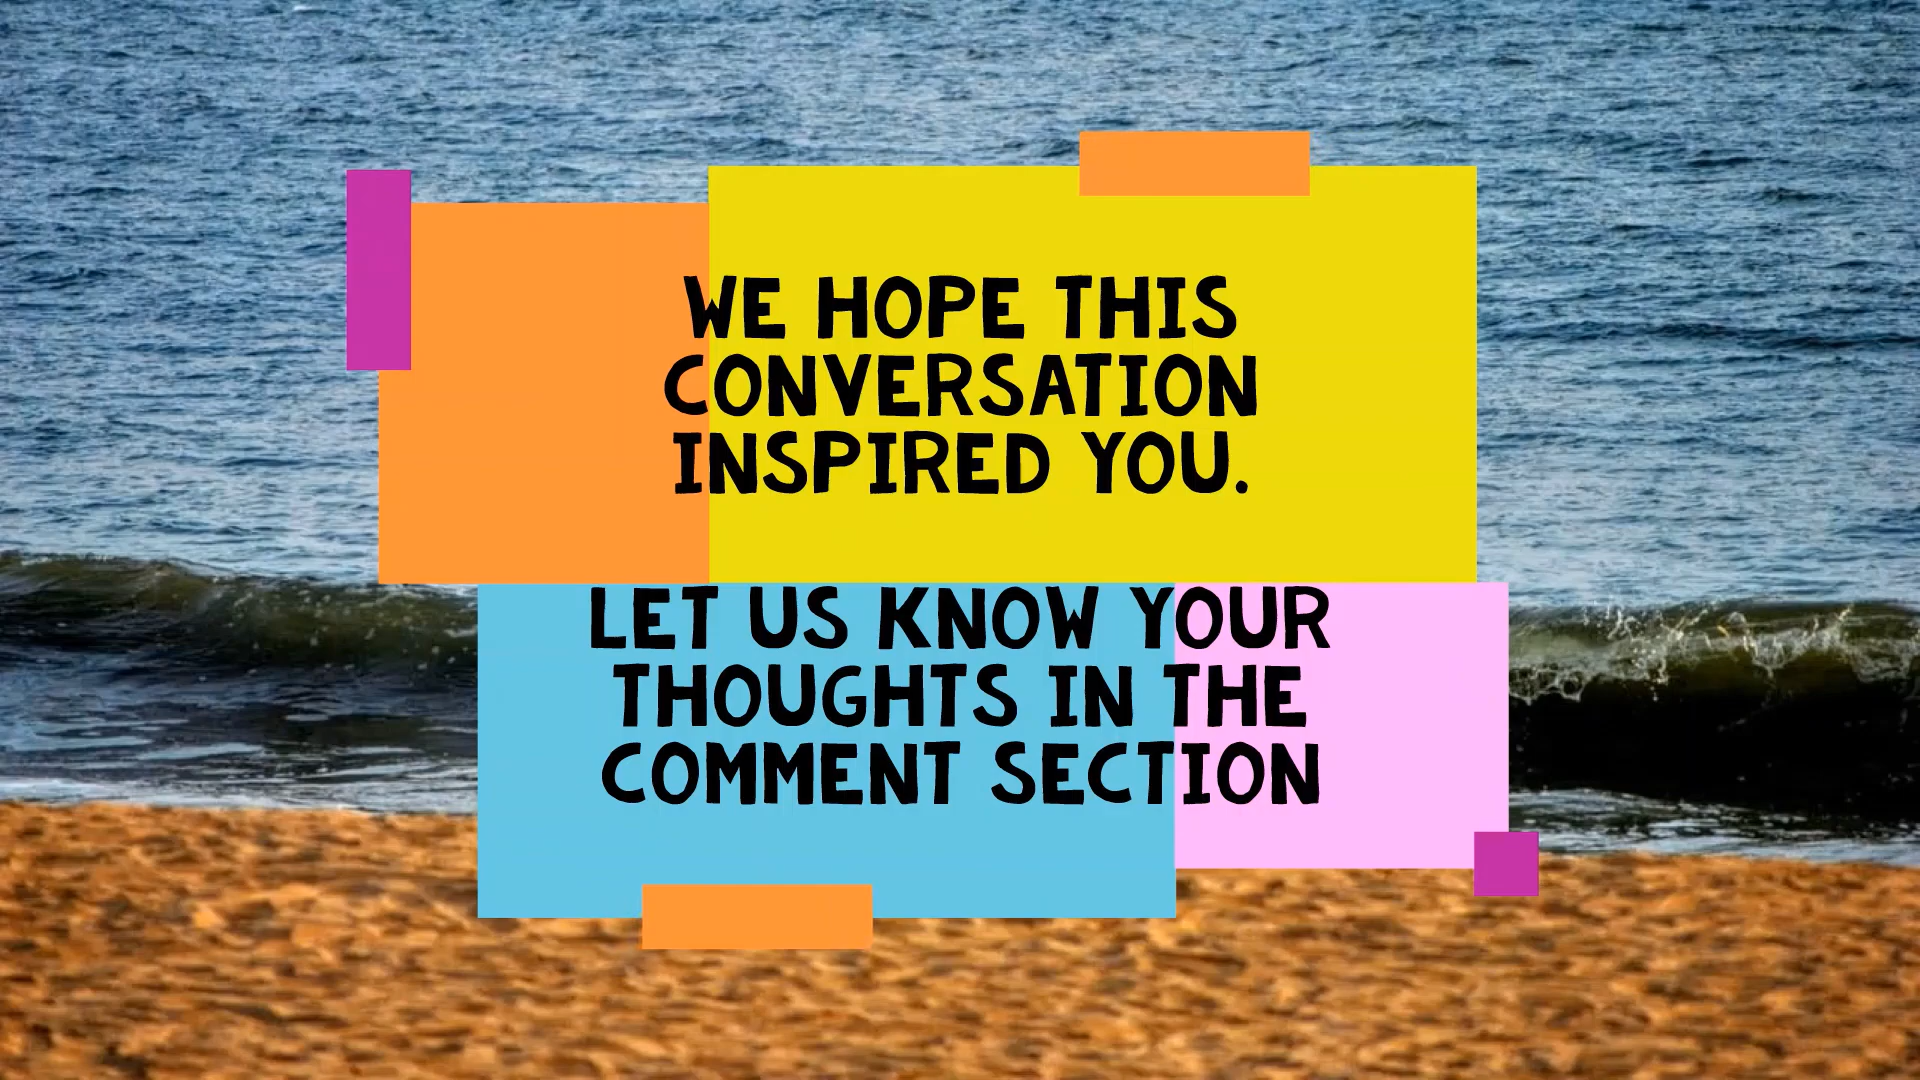 WE HOPE THIS
CONVERSATION
INSPIRED YOU.
LET US KNOW YOUR
THOUGHTS IN THE
COMMENT SECTION